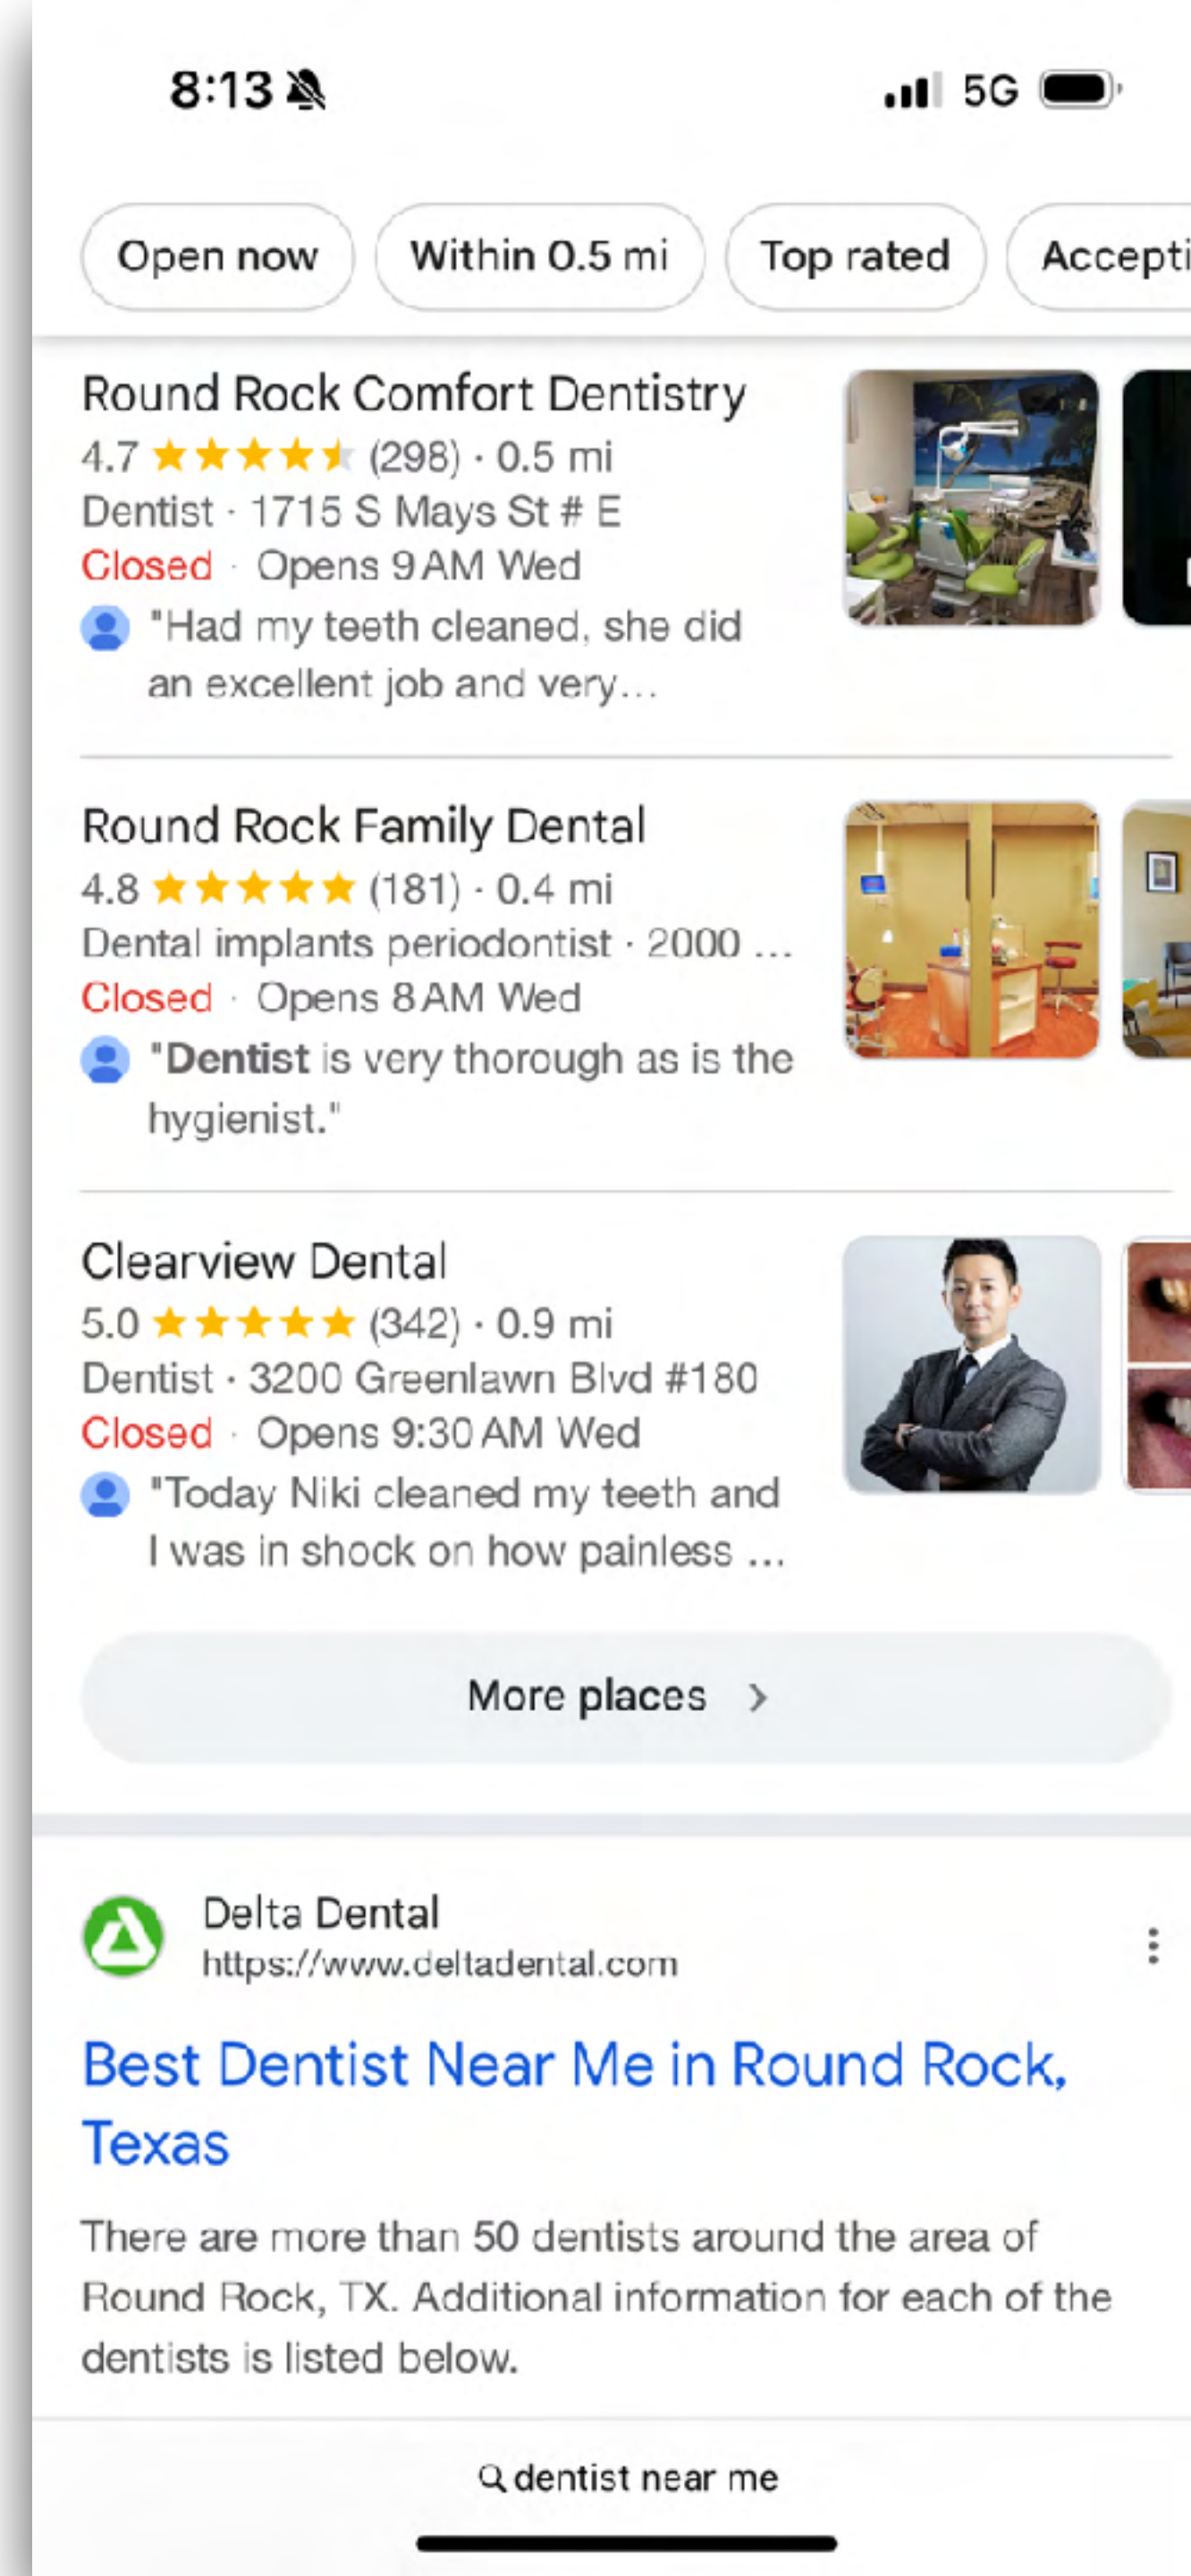 8:13
5G
Open now
Within 0.5 mi
Top rated
Accepti
Round Rock Comfort Dentistry
4.7 (298) · 0.5 mi
Dentist · 1715 S Mays St # E
Closed · Opens 9 AM Wed
"Had my teeth cleaned, she did
an excellent job and very…
Round Rock Family Dental
4.8 (181) · 0.4 mi
Dental implants periodontist · 2000 …
Closed · Opens 8 AM Wed
"Dentist is very thorough as is the
hygienist."
Clearview Dental
5.0 (342) · 0.9 mi
Dentist · 3200 Greenlawn Blvd #180
Closed · Opens 9:30 AM Wed
"Today Niki cleaned my teeth and
I was in shock on how painless …
More places
Delta Dental
https://www.deltadental.com
Best Dentist Near Me in Round Rock,
Texas
There are more than 50 dentists around the area of
Round Rock, TX. Additional information for each of the
dentists is listed below.
dentist near me